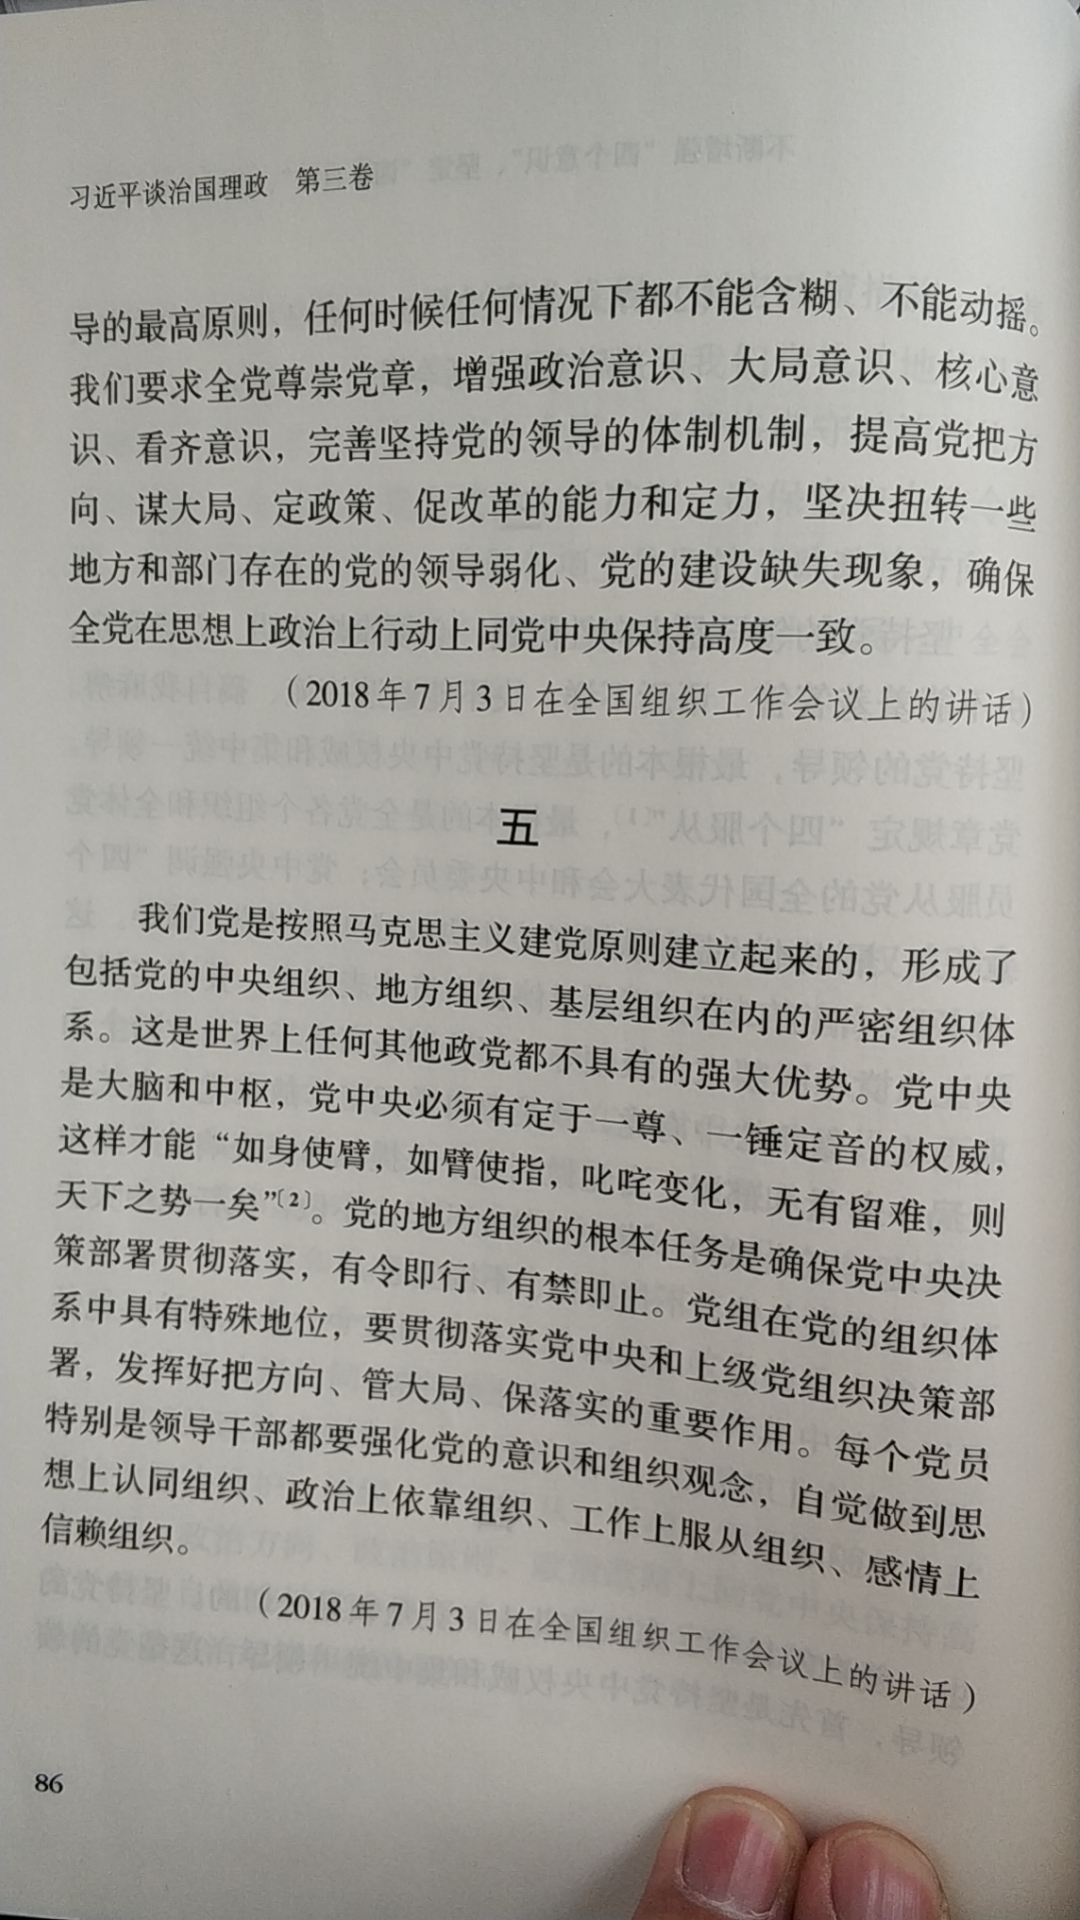 习近平谈治国理政 第三卷
导的最高原则，任何时候任何情况下都不能含糊、不能动摇。
我们要求全党尊崇党章，增强政治意识、大局意识、核心意
识、看齐意识，完善坚持党的领导的体制机制，提高党把方
向、谋大局、定政策、促改革的能力和定力，坚决扭转一些
地方和部门存在的党的领导弱化、党的建设缺失现象，确保
全党在思想上政治上行动上同党中央保持高度一致。
（2018年7月3日在全国组织工作会议上的讲话）
五
我们党是按照马克思主义建党原则建立起来的，形成了
包括党的中央组织、地方组织、基层组织在内的严密组织体
系。这是世界上任何其他政党都不具有的强大优势。党中央
是大脑和中枢，党中央必须有定于一尊、一锤定音的权威，
这样才能“如身使臂，如臂使指，叱咤变化，无有留难，则
天下之势一矣”〔2〕。党的地方组织的根本任务是确保党中央决
策部署贯彻落实，有令即行、有禁即止。党组在党的组织体
系中具有特殊地位，要贯彻落实党中央和上级党组织决策部
署，发挥好把方向、管大局、保落实的重要作用。每个党员
特别是领导干部都要强化党的意识和组织观念，自觉做到思
想上认同组织、政治上依靠组织、工作上服从组织、感情上
信赖组织。
（2018年7月3日在全国组织工作会议上的讲话）
86